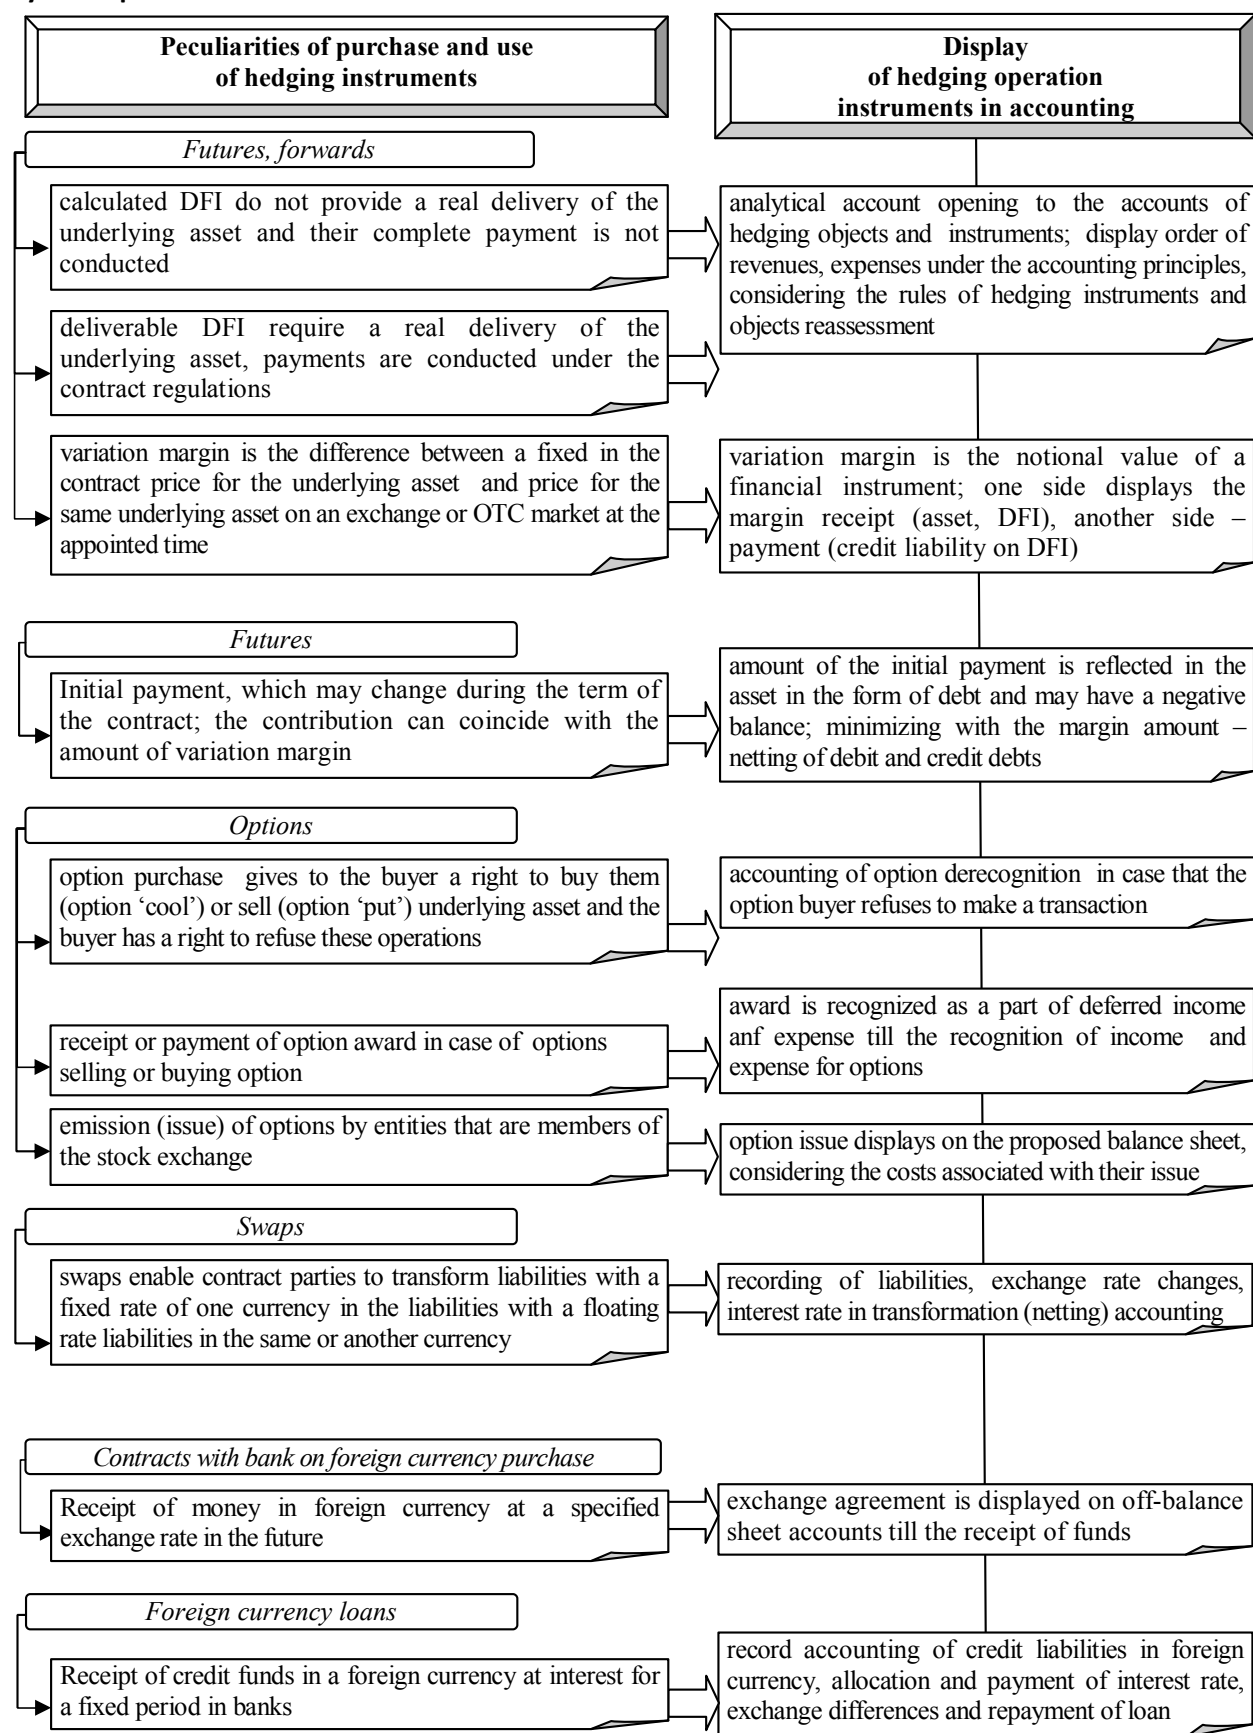 Peculiarities of purchase and use
of hedging instruments
Display
of hedging operation
instruments in accounting
Futures, forwards
calculated DFI do not provide a real delivery of the
underlying asset and their complete payment is not
conducted
analytical account opening to the accounts of
hedging objects and instruments; display order of
revenues, expenses under the accounting principles,
considering the rules of hedging instruments and
objects reassessment
deliverable DFI require a real delivery of the
underlying asset, payments are conducted under the
contract regulations
variation margin is the difference between a fixed in the
contract price for the underlying asset and price for the
same underlying asset on an exchange or OTC market at the
appointed time
variation margin is the notional value of a
financial instrument; one side displays the
margin receipt (asset, DFI), another side –
payment (credit liability on DFI)
Futures
Initial payment, which may change during the term of
the contract; the contribution can coincide with the
amount of variation margin
amount of the initial payment is reflected in the
asset in the form of debt and may have a negative
balance; minimizing with the margin amount –
netting of debit and credit debts
Options
option purchase gives to the buyer a right to buy them
(option ‘cool’) or sell (option ‘put’) underlying asset and the
buyer has a right to refuse these operations
accounting of option derecognition in case that the
option buyer refuses to make a transaction
receipt or payment of option award in case of options
selling or buying option
award is recognized as a part of deferred income
anf expense till the recognition of income and
expense for options
emission (issue) of options by entities that are members of
the stock exchange
option issue displays on the proposed balance sheet,
considering the costs associated with their issue
Swaps
swaps enable contract parties to transform liabilities with a
fixed rate of one currency in the liabilities with a floating
rate liabilities in the same or another currency
recording of liabilities, exchange rate changes,
interest rate in transformation (netting) accounting
Contracts with bank on foreign currency purchase
Receipt of money in foreign currency at a specified
exchange rate in the future
exchange agreement is displayed on off-balance
sheet accounts till the receipt of funds
Foreign currency loans
Receipt of credit funds in a foreign currency at interest for
a fixed period in banks
record accounting of credit liabilities in foreign
currency, allocation and payment of interest rate,
exchange differences and repayment of loan